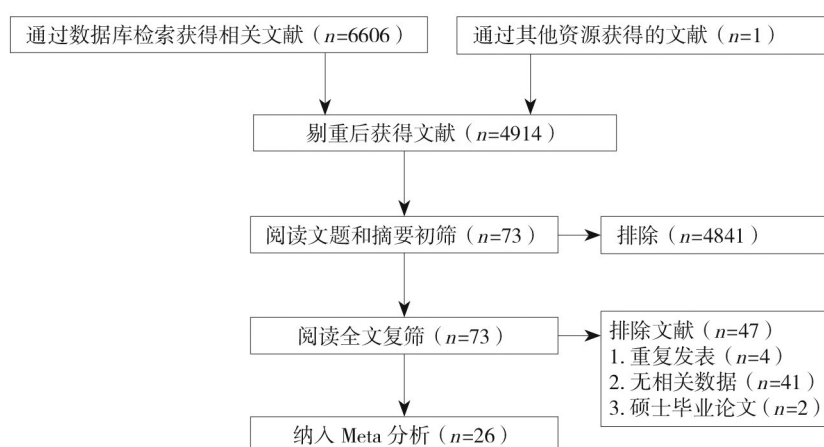 通过数据库检索获得相关文献（n=6606）
通过其他资源获得的文献（n=1）
剔重后获得文献（n=4914）
阅读文题和摘要初筛（n=73）
排除（n=4841）
阅读全文复筛（n=73）
排除文献（n=47）
1. 重复发表（n=4）
2. 无相关数据（n=41）
3. 硕士毕业论文（n=2）
纳入 Meta 分析（n=26）